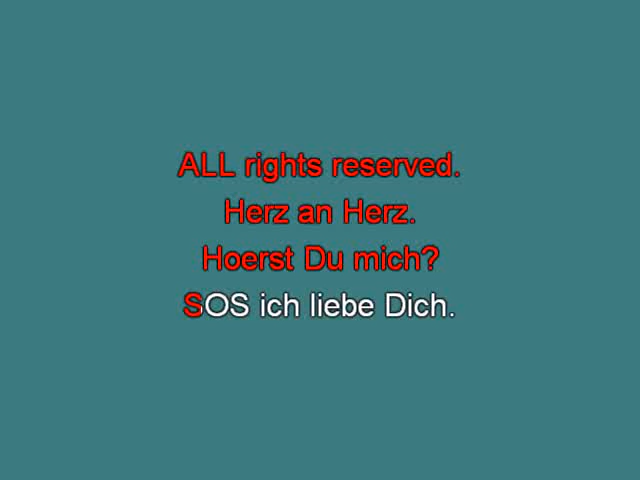 ALL rights reserved.
Herz an Herz.
Hoerst Du mich?
SOS ich liebe Dich.